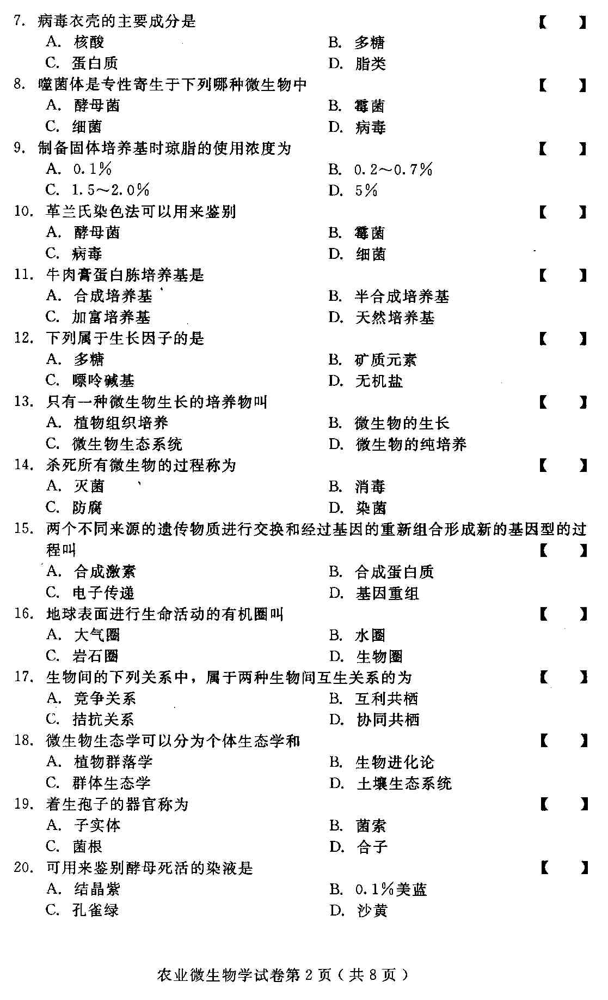 7. 病毒衣壳的主要成分是 【 】
A. 核酸 B. 多糖
C. 蛋白质 D. 脂类
8. 噬菌体是专性寄生于下列哪种微生物中 【 】
A. 酵母菌 B. 霉菌
C. 细菌 D. 病毒
9. 制备固体培养基时琼脂的使用浓度为 【 】
A. 0.1% B. 0.2～0.7%
C. 1.5～2.0% D. 5%
10. 革兰氏染色法可以用来鉴别 【 】
A. 酵母菌 B. 霉菌
C. 病毒 D. 细菌
11. 牛肉膏蛋白胨培养基是 【 】
A. 合成培养基 B. 半合成培养基
C. 加富培养基 D. 天然培养基
12. 下列属于生长因子的是 【 】
A. 多糖 B. 矿质元素
C. 嘌呤碱基 D. 无机盐
13. 只有一种微生物生长的培养物叫 【 】
A. 植物组织培养 B. 微生物的生长
C. 微生物生态系统 D. 微生物的纯培养
14. 杀死所有微生物的过程称为 【 】
A. 灭菌 B. 消毒
C. 防腐 D. 染菌
15. 两个不同来源的遗传物质进行交换和经过基因的重新组合形成新的基因型的过
程叫 【 】
A. 合成激素 B. 合成蛋白质
C. 电子传递 D. 基因重组
16. 地球表面进行生命活动的有机圈叫 【 】
A. 大气圈 B. 水圈
C. 岩石圈 D. 生物圈
17. 生物间的下列关系中，属于两种生物间互生关系的为 【 】
A. 竞争关系 B. 互利共栖
C. 拮抗关系 D. 协同共栖
18. 微生物生态学可以分为个体生态学和 【 】
A. 植物群落学 B. 生物进化论
C. 群体生态学 D. 土壤生态系统
19. 着生孢子的器官称为 【 】
A. 子实体 B. 菌索
C. 菌根 D. 合子
20. 可用来鉴别酵母死活的染液是 【 】
A. 结晶紫 B. 0.1%美蓝
C. 孔雀绿 D. 沙黄
农业微生物学试卷第 2 页（共 8 页）